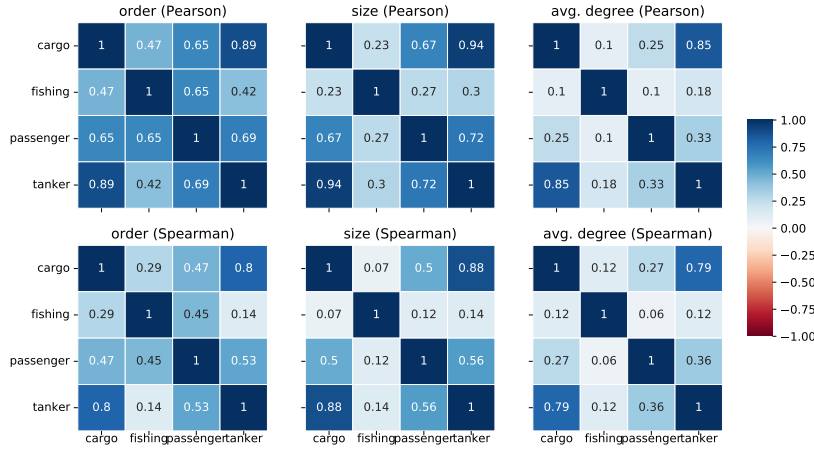 order (Pearson) size (Pearson) avg. degree (Pearson)
cargo 1 0.47 0.65 0.89 1 0.23 0.67 0.94 1 0.1 0.25 0.85
fishing 0.47 1 0.65 0.42 0.23 1 0.27 0.3 0.1 1 0.1 0.18
passenger 0.65 0.65 1 0.69 0.67 0.27 1 0.72 0.25 0.1 1 0.33
tanker 0.89 0.42 0.69 1 0.94 0.3 0.72 1 0.85 0.18 0.33 1
order (Spearman) size (Spearman) avg. degree (Spearman)
cargo 1 0.29 0.47 0.8 1 0.07 0.5 0.88 1 0.12 0.27 0.79
fishing 0.29 1 0.45 0.14 0.07 1 0.12 0.14 0.12 1 0.06 0.12
passenger 0.47 0.45 1 0.53 0.5 0.12 1 0.56 0.27 0.06 1 0.36
tanker 0.8 0.14 0.53 1 0.88 0.14 0.56 1 0.79 0.12 0.36 1
cargo fishing passenger tanker cargo fishing passenger tanker cargo fishing passenger tanker
1.00
0.75
0.50
0.25
0.00
−0.25
−0.50
−0.75
−1.00